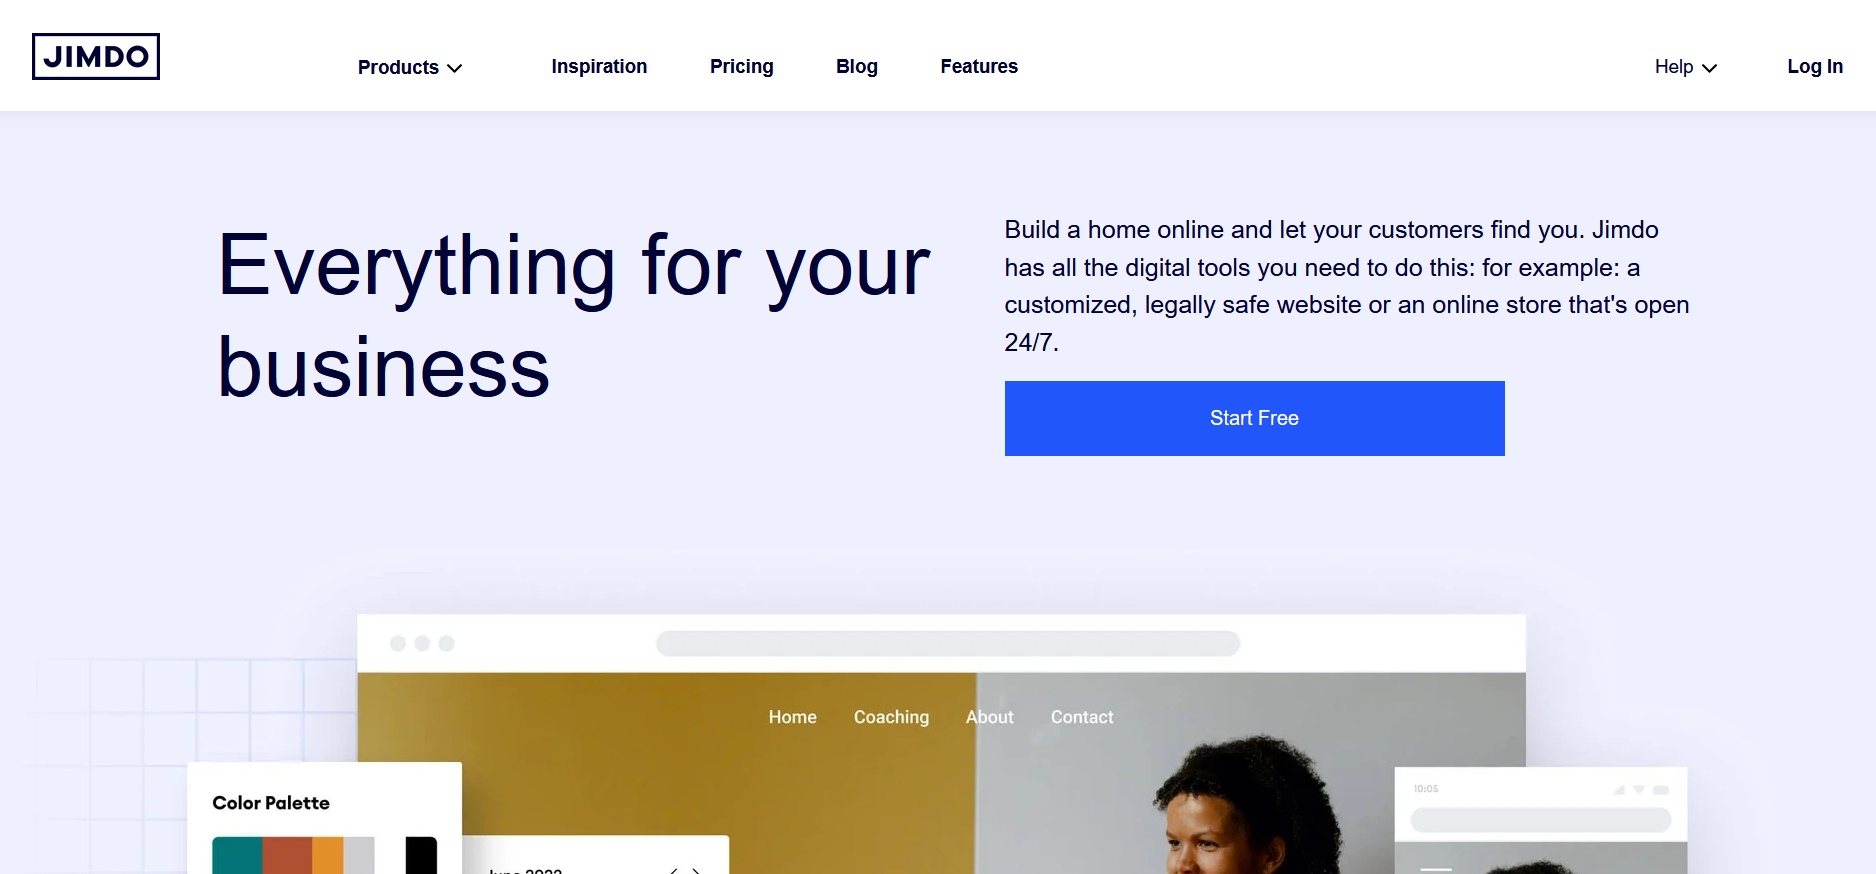 JIMDO
Products
Inspiration
Pricing
Blog
Features
Help
Log In
Everything for your
business
Build a home online and let your customers find you. Jimdo
has all the digital tools you need to do this: for example: a
customized, legally safe website or an online store that's open
24/7.
Start Free
Home
Coaching
About
Contact
Color Palette
10:05